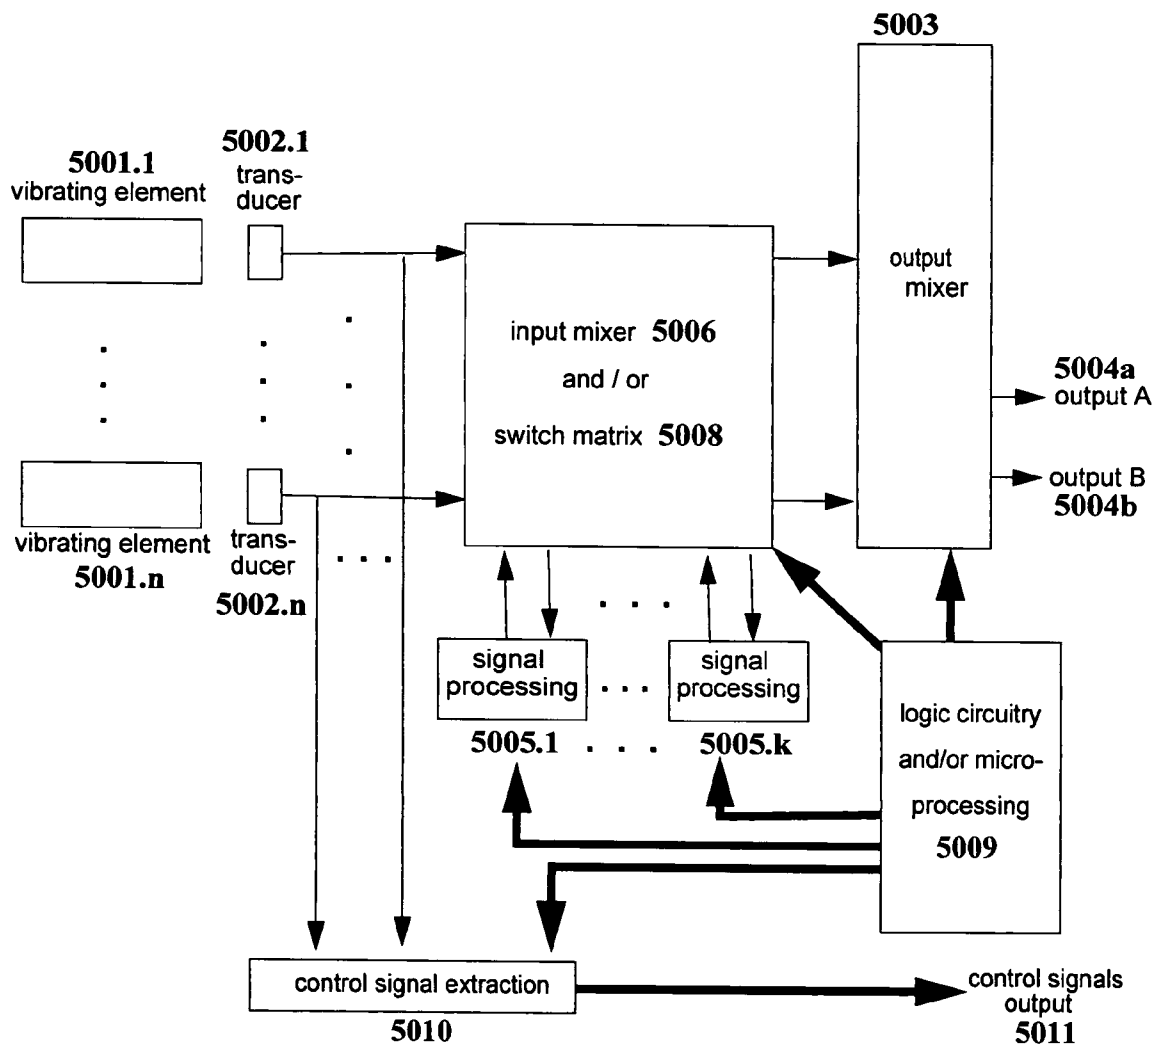 5003
5002.1
5001.1
trans-
vibrating element
ducer
output
mixer
input mixer 5006
and / or
switch matrix 5008
5004a
output A
output B
5004b
vibrating element
5001.n
trans-
ducer
5002.n
signal
processing
signal
processing
5005.1
5005.k
logic circuitry
and/or micro-
processing
5009
control signal extraction
5010
control signals
output
5011